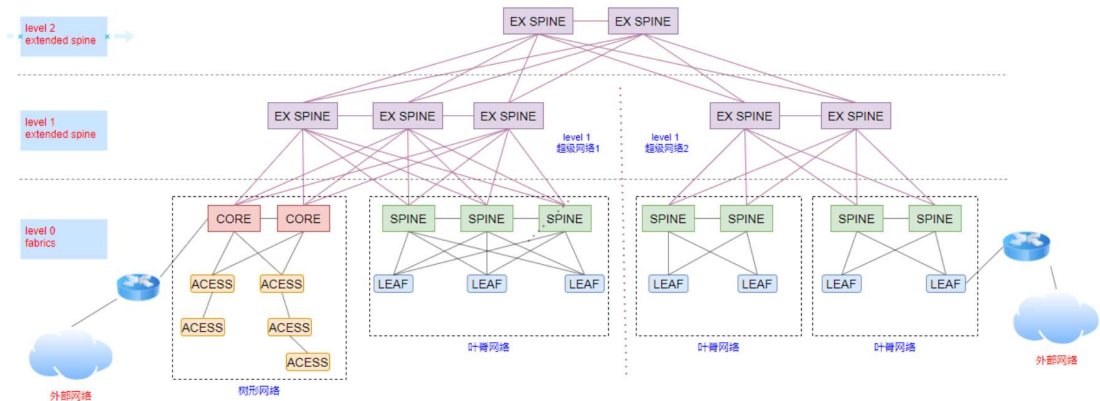 level 2
extended spine
EX SPINE
EX SPINE
level 1
extended spine
EX SPINE
EX SPINE
EX SPINE
level 1
超级网络1
level 1
超级网络2
EX SPINE
EX SPINE
level 0
fabrics
CORE
CORE
SPINE
SPINE
SPINE
SPINE
SPINE
SPINE
SPINE
ACESS
ACESS
LEAF
LEAF
LEAF
LEAF
LEAF
LEAF
LEAF
ACESS
ACESS
ACESS
叶脊网络
叶脊网络
叶脊网络
外部网络
树形网络
外部网络